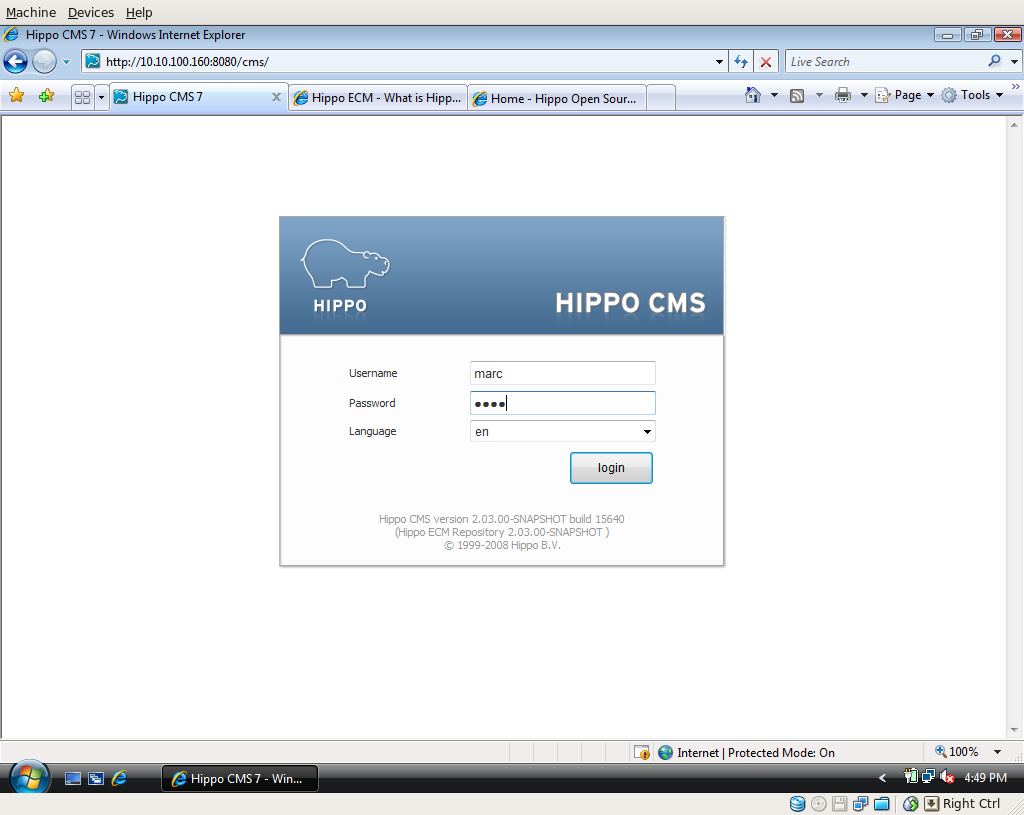 Machine Devices Help
Hippo CMS 7 - Windows Internet Explorer
http://10.10.100.160:8080/cms/
Live Search
Hippo CMS 7
Hippo ECM - What is Hipp...
Home - Hippo Open Sour...
Page
Tools
HIPPO
HIPPO CMS
Username
marc
Password
Language
en
login
Hippo CMS version 2.03.00-SNAPSHOT build 15640
(Hippo ECM Repository 2.03.00-SNAPSHOT )
© 1999-2008 Hippo B.V.
Internet | Protected Mode: On
100%
Hippo CMS 7 - Win...
4:49 PM
Right Ctrl